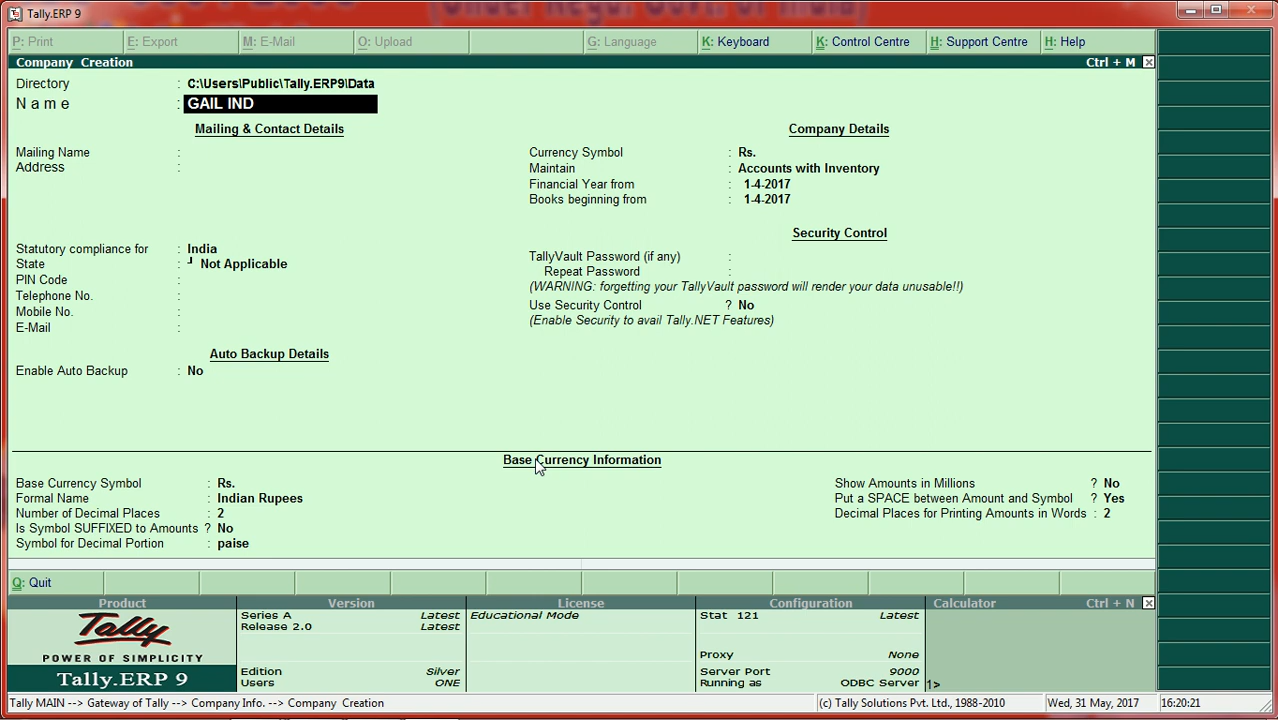 Tally.ERP 9
P: Print
E: Export
M: E-Mail
O: Upload
G: Language
K: Keyboard
K: Control Centre
H: Support Centre
H: Help
Company Creation
Ctrl + M
Directory : C:\Users\Public\Tally.ERP9\Data
Name : GAIL IND
Mailing & Contact Details
Mailing Name :
Address :
Statutory compliance for : India
State : Not Applicable
PIN Code :
Telephone No. :
Mobile No. :
E-Mail :
Auto Backup Details
Enable Auto Backup : No
Company Details
Currency Symbol : Rs.
Maintain : Accounts with Inventory
Financial Year from : 1-4-2017
Books beginning from : 1-4-2017
Security Control
TallyVault Password (if any) :
Repeat Password :
(WARNING: forgetting your TallyVault password will render your data unusable!!)
Use Security Control ? No
(Enable Security to avail Tally.NET Features)
Base Currency Information
Base Currency Symbol : Rs.
Formal Name : Indian Rupees
Number of Decimal Places : 2
Is Symbol SUFFIXED to Amounts ? No
Symbol for Decimal Portion : paise
Show Amounts in Millions ? No
Put a SPACE between Amount and Symbol ? Yes
Decimal Places for Printing Amounts in Words : 2
Q: Quit
Product
Tally
POWER OF SIMPLICITY
Tally.ERP 9
Version
Series A Latest
Release 2.0 Latest
Edition Silver
Users ONE
License
Educational Mode
Configuration
Stat 121 Latest
Proxy None
Server Port 9000
Running as ODBC Server
Calculator
Ctrl + N
1>
Tally MAIN --> Gateway of Tally --> Company Info. --> Company Creation
(c) Tally Solutions Pvt. Ltd., 1988-2010
Wed, 31 May, 2017
16:20:21